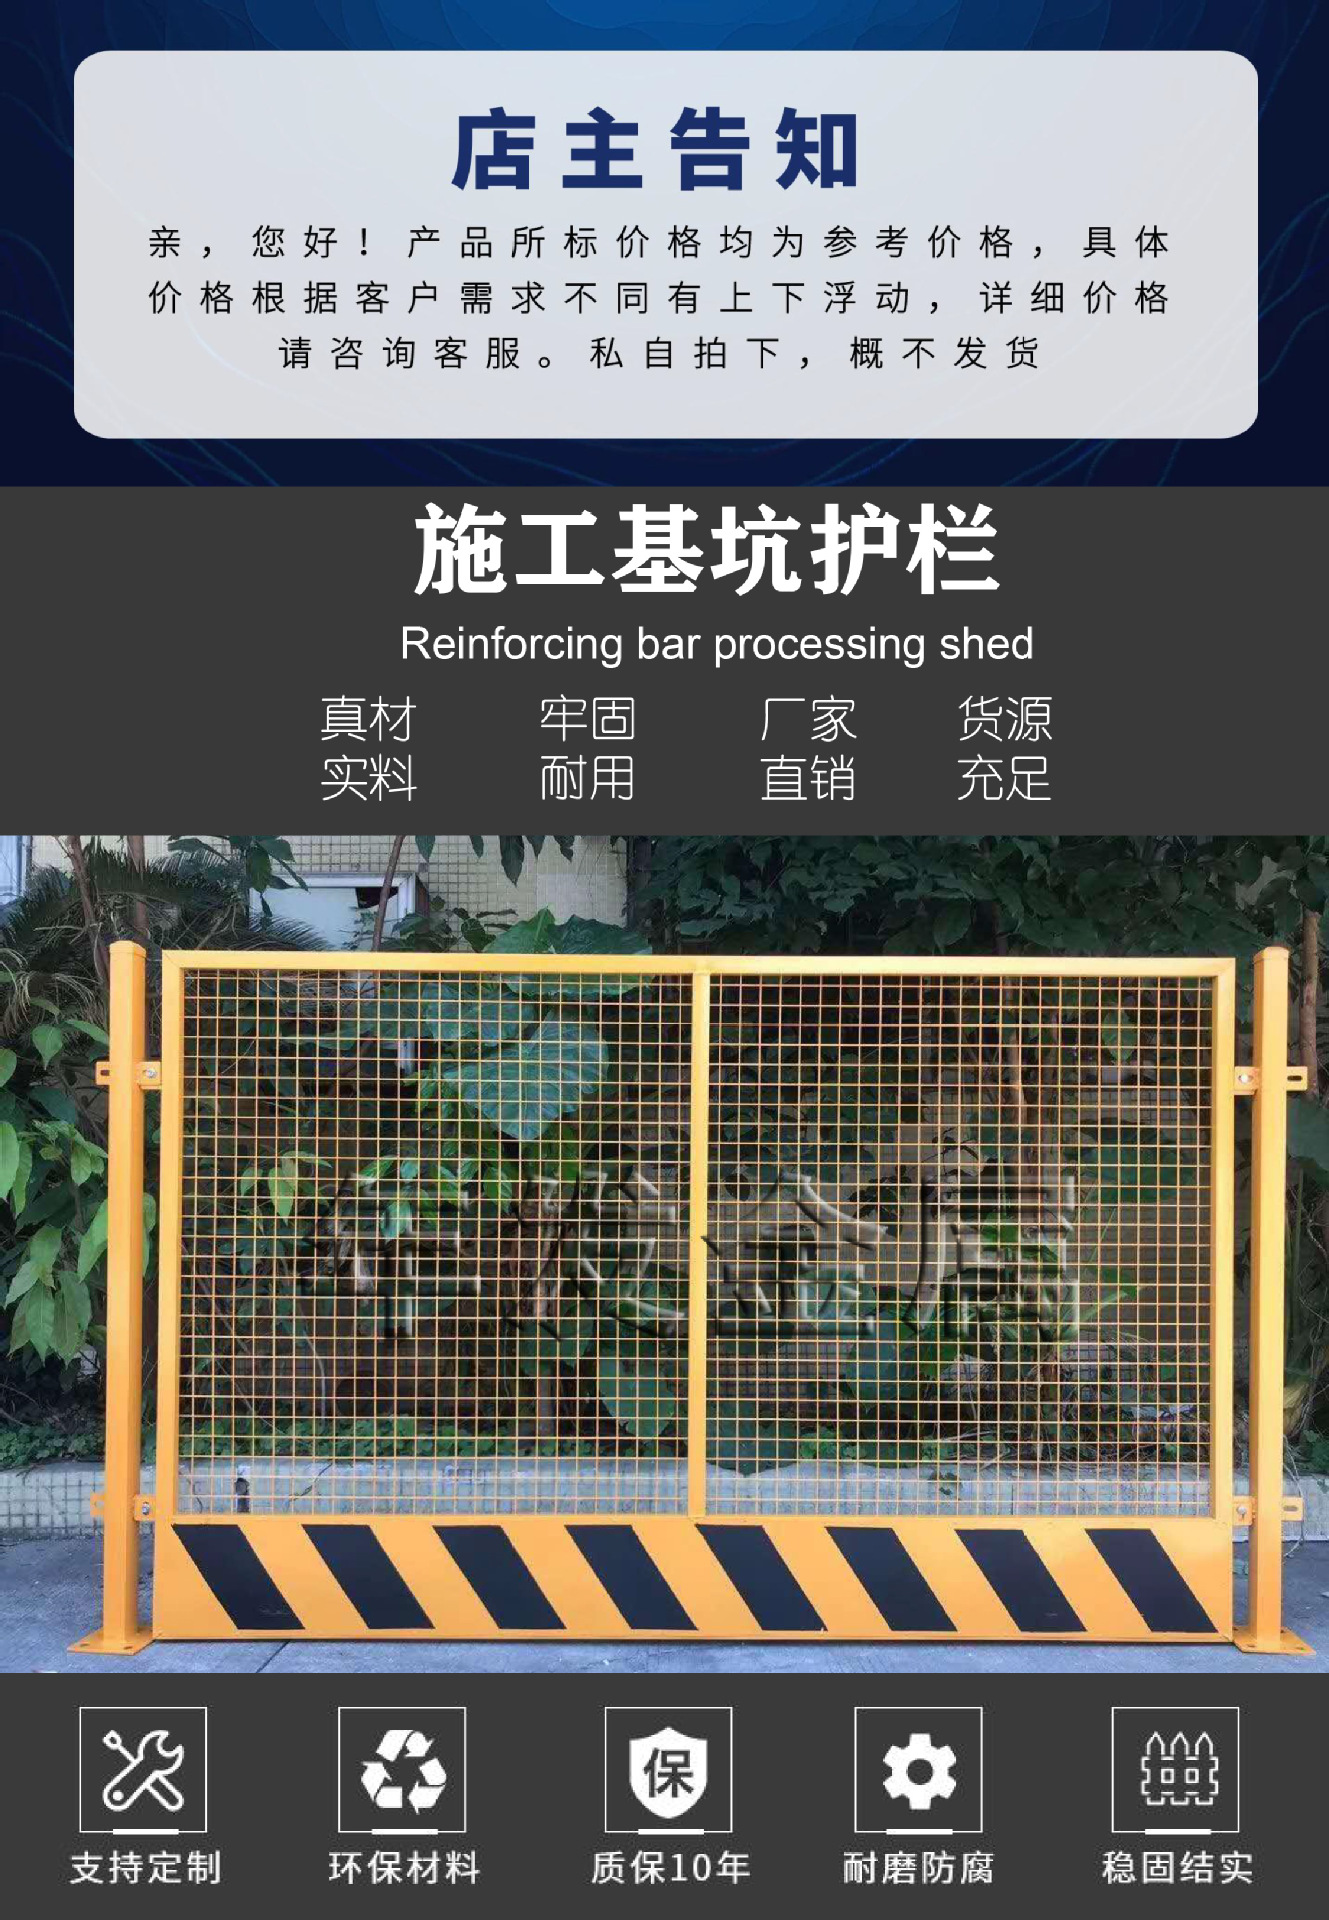 店主告知
亲，您好！产品所标价格均为参考价格，具体
价格根据客户需求不同有上下浮动，详细价格
请咨询客服。私自拍下，概不发货
施工基坑护栏
Reinforcing bar processing shed
真材 牢固 厂家 货源
实料 耐用 直销 充足
保
支持定制 环保材料 质保10年 耐磨防腐 稳固结实